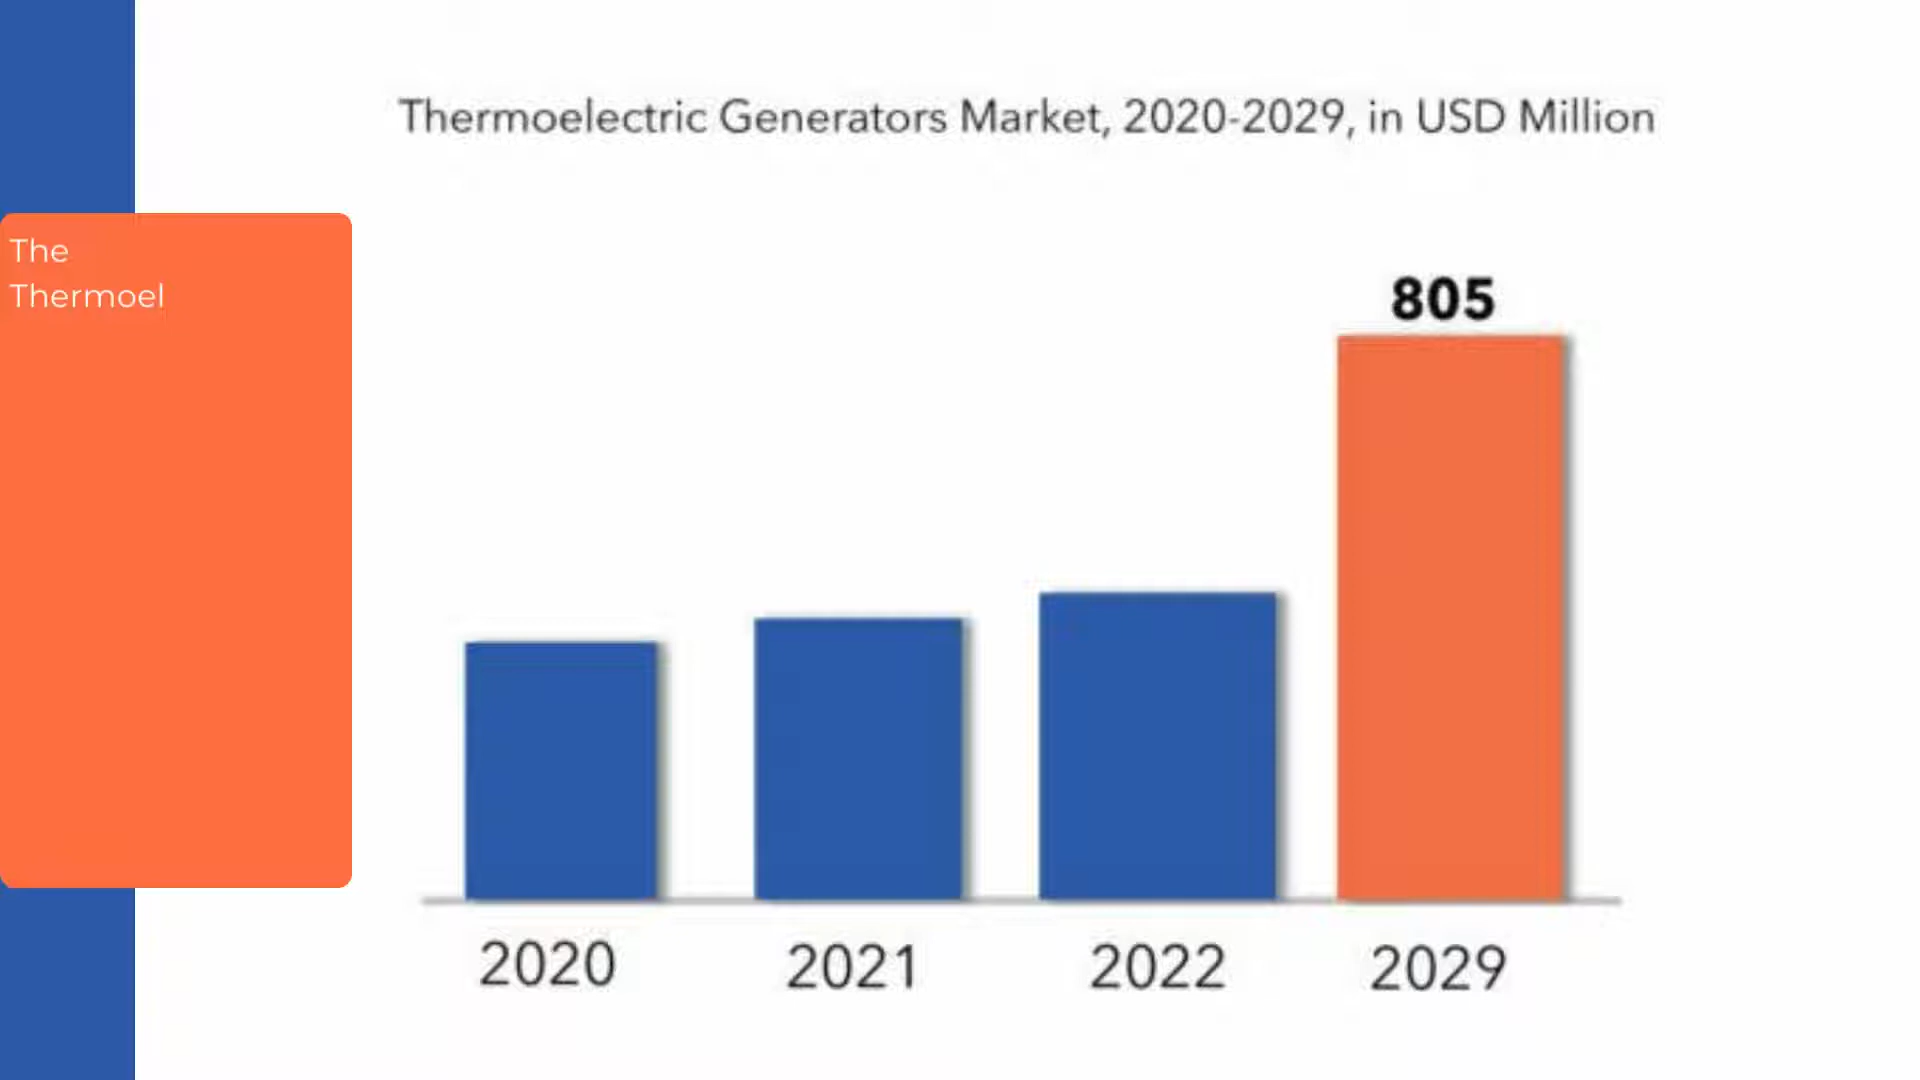 Thermoelectric Generators Market, 2020-2029, in USD Million
The
Thermoel
805
2020
2021
2022
2029